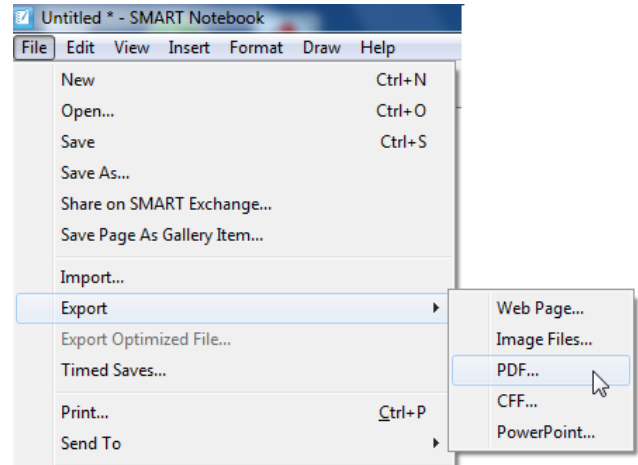 Untitled * - SMART Notebook
File Edit View Insert Format Draw Help
New Ctrl+N
Open... Ctrl+O
Save Ctrl+S
Save As...
Share on SMART Exchange...
Save Page As Gallery Item...
Import...
Export
Export Optimized File...
Timed Saves...
Print... Ctrl+P
Send To
Web Page...
Image Files...
PDF...
CFF...
PowerPoint...